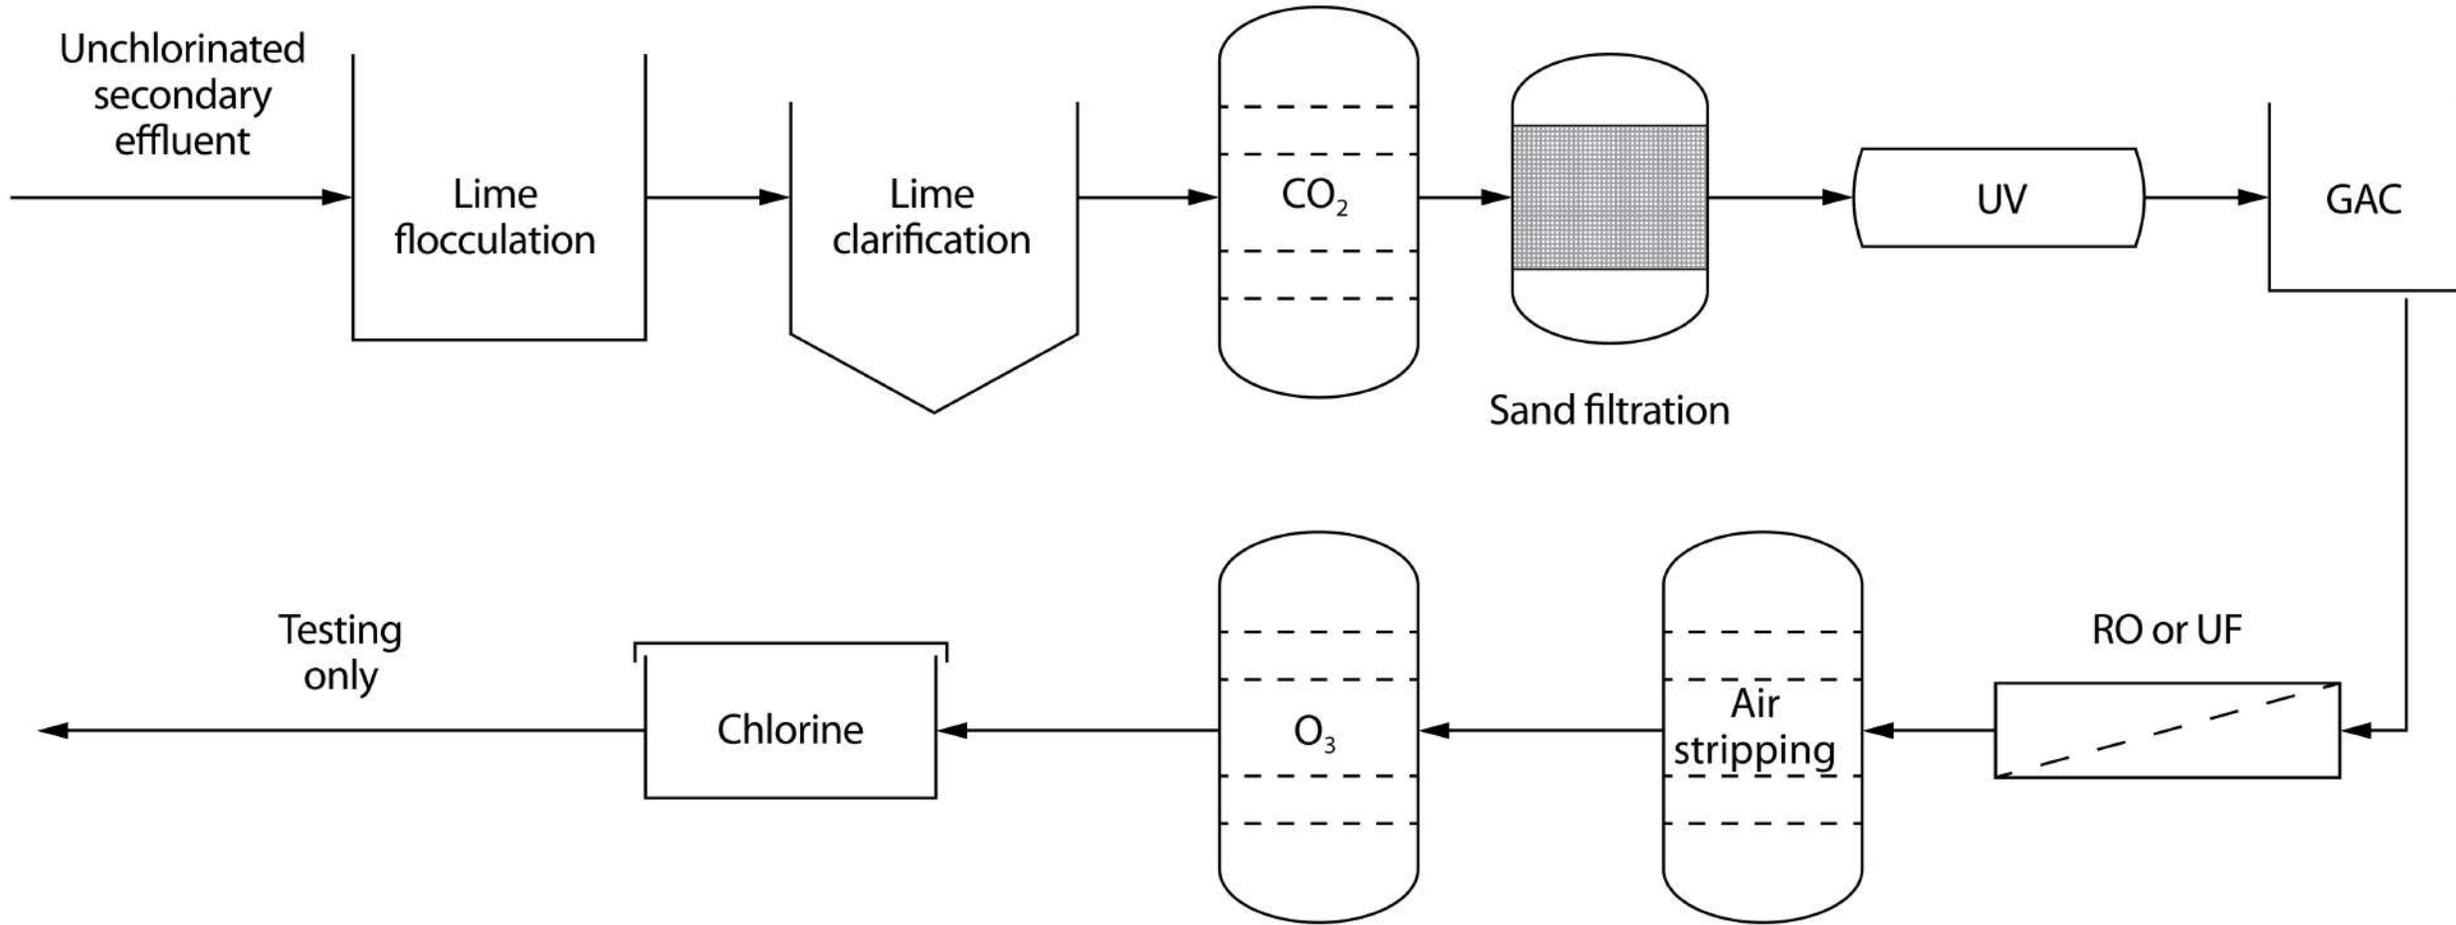 Unchlorinated
secondary
effluent
Lime
flocculation
Lime
clarification
CO₂
Sand filtration
UV
GAC
RO or UF
Air
stripping
O₃
Chlorine
Testing
only